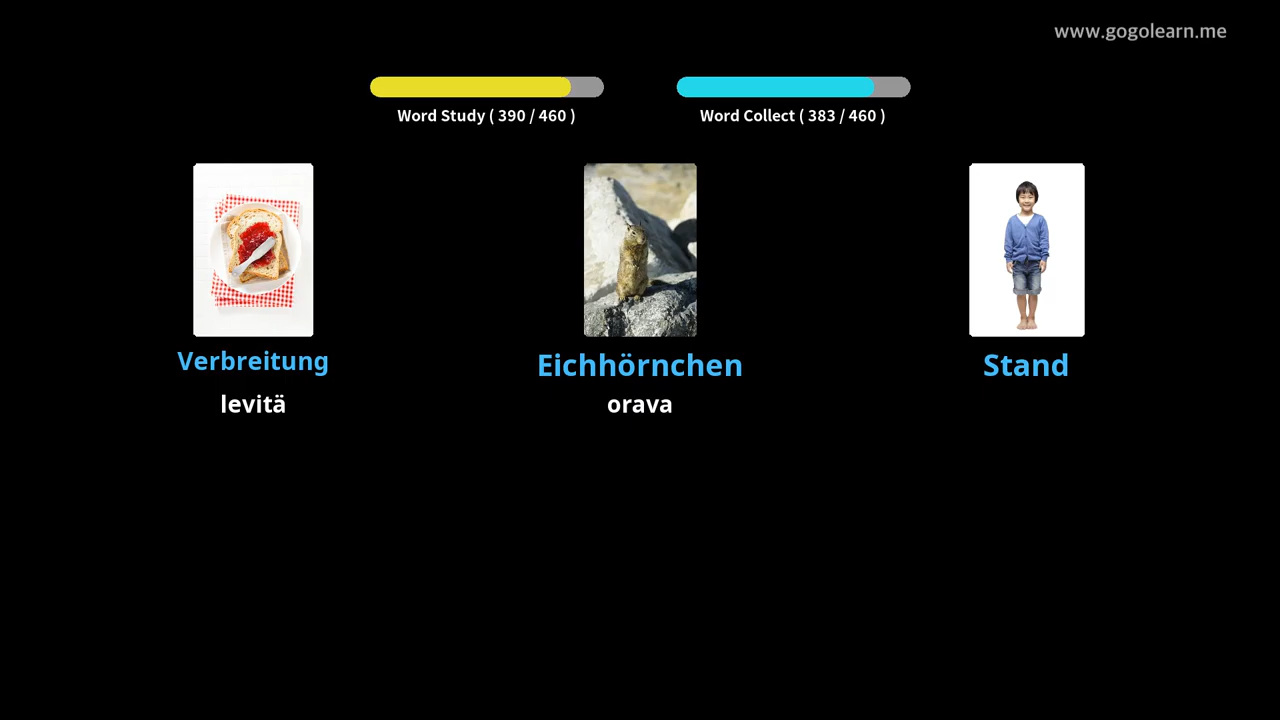 www.gogolearn.me
Word Study ( 390 / 460 )
Word Collect ( 383 / 460 )
Verbreitung
levitä
Eichhörnchen
orava
Stand